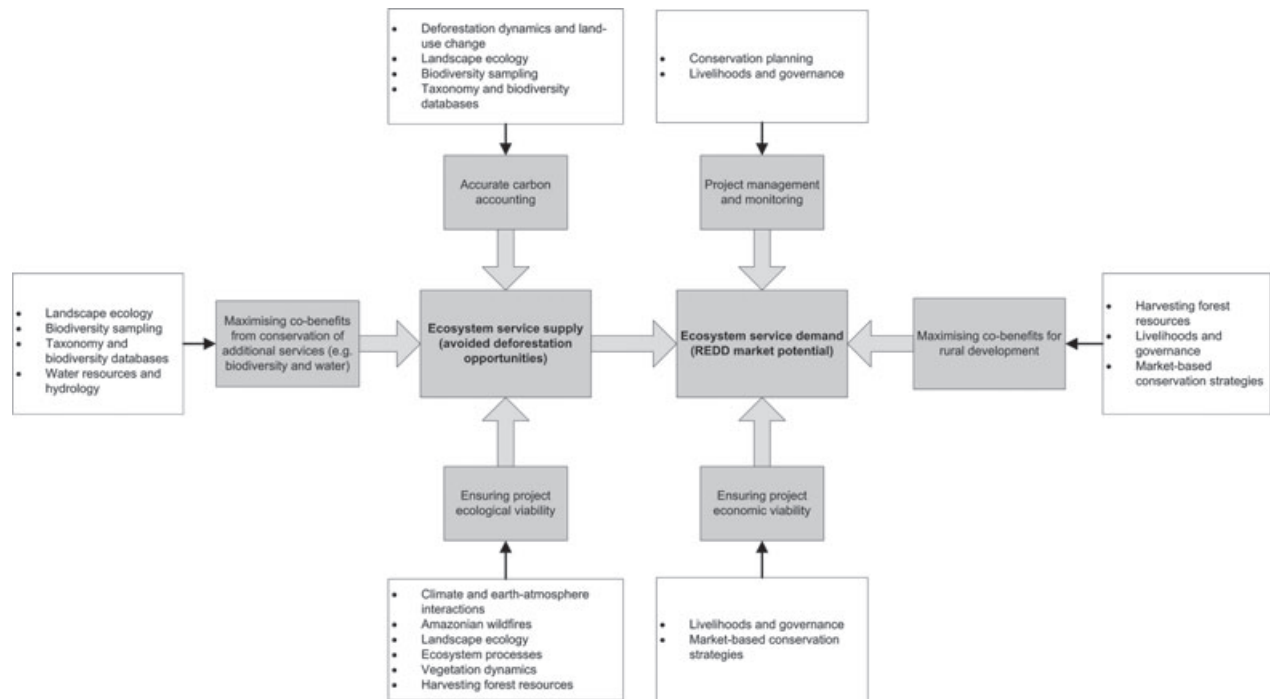 • Deforestation dynamics and land-
use change
• Landscape ecology
• Biodiversity sampling
• Taxonomy and biodiversity
databases
• Conservation planning
• Livelihoods and governance
Accurate carbon
accounting
Project management
and monitoring
• Landscape ecology
• Biodiversity sampling
• Taxonomy and
biodiversity databases
• Water resources and
hydrology
Maximising co-benefits
from conservation of
additional services (e.g.
biodiversity and water)
Ecosystem service supply
(avoided deforestation
opportunities)
Ecosystem service demand
(REDD market potential)
Maximising co-benefits for
rural development
• Harvesting forest
resources
• Livelihoods and
governance
• Market-based
conservation strategies
Ensuring project
ecological viability
Ensuring project
economic viability
• Climate and earth-atmosphere
interactions
• Amazonian wildfires
• Landscape ecology
• Ecosystem processes
• Vegetation dynamics
• Harvesting forest resources
• Livelihoods and governance
• Market-based conservation
strategies